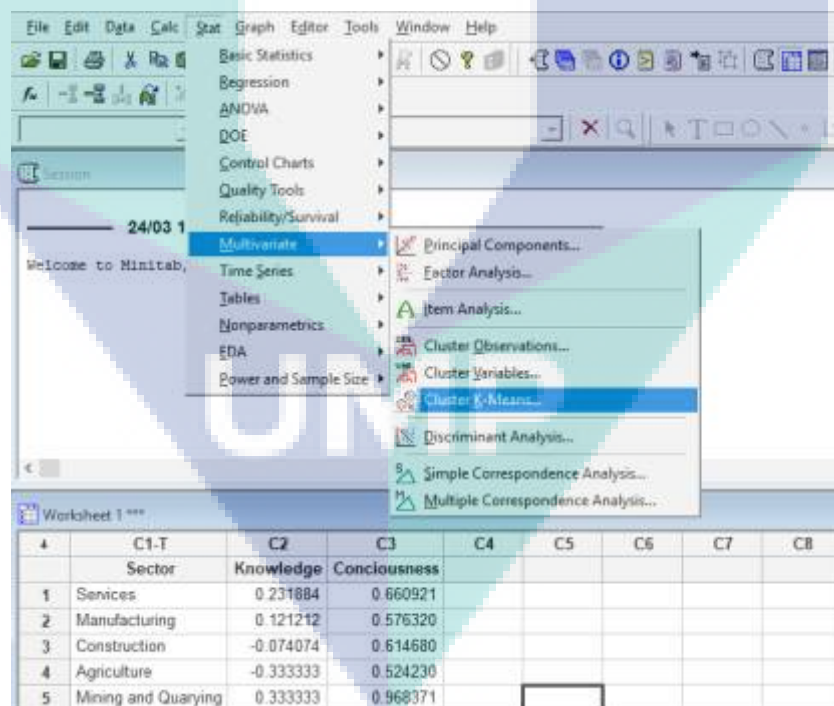 File Edit Data Calc Stat Graph Editor Tools Window Help
Basic Statistics
Regression
ANOVA
DOE
Control Charts
Quality Tools
Reliability/Survival
Multivariate
Time Series
Tables
Nonparametrics
EDA
Power and Sample Size
Principal Components...
Factor Analysis...
Item Analysis...
Cluster Observations...
Cluster Variables...
Cluster K-Means...
Discriminant Analysis...
Simple Correspondence Analysis...
Multiple Correspondence Analysis...
Session
24/03 1
Welcome to Minitab,
Worksheet 1 ***
C1-T C2 C3 C4 C5 C6 C7 C8
Sector Knowledge Conciousness
1 Services 0.231884 0.660921
2 Manufacturing 0.121212 0.576320
3 Construction -0.074074 0.614680
4 Agriculture -0.333333 0.524230
5 Mining and Quarying 0.333333 0.968371